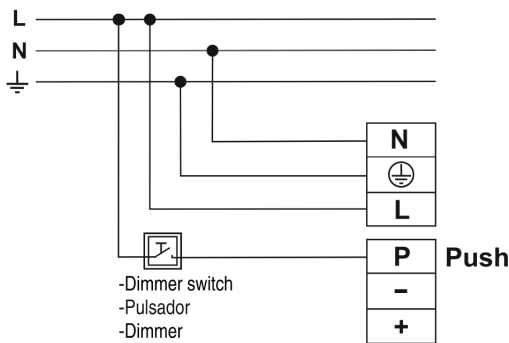 L
N
N
L
P Push
-
+
-Dimmer switch
-Pulsador
-Dimmer